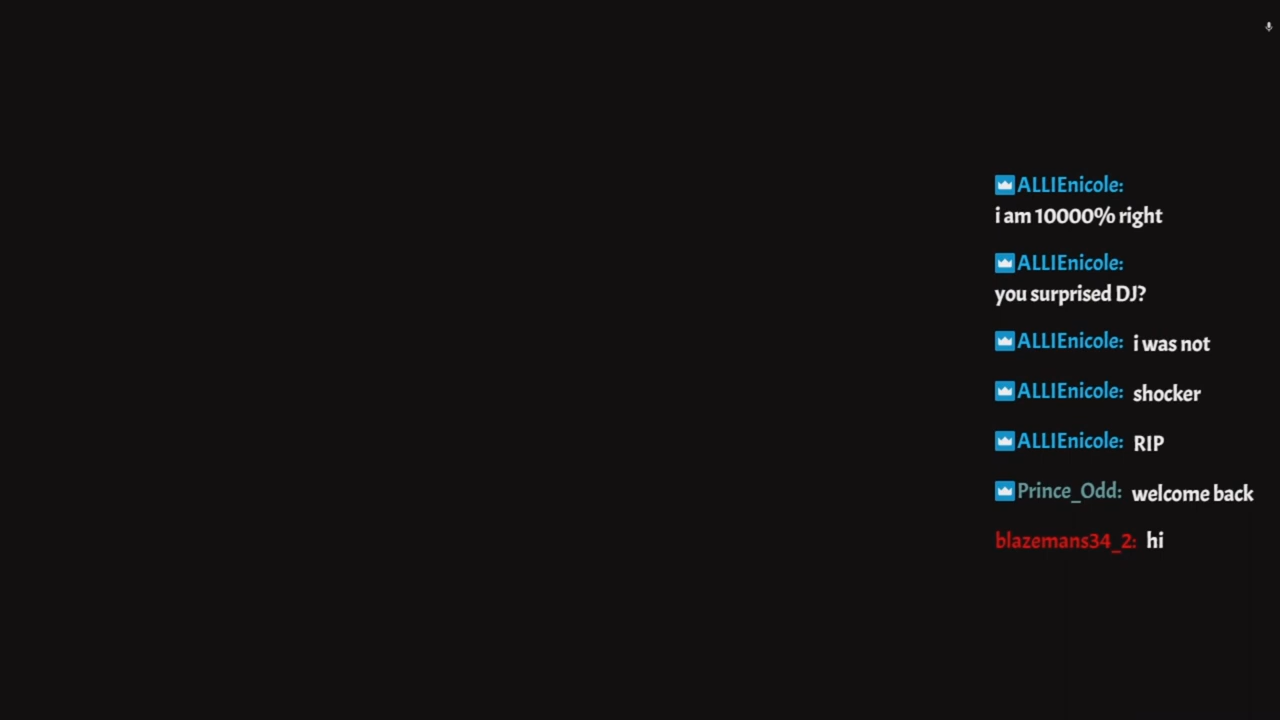 ALLIEnicole:
i am 10000% right
ALLIEnicole:
you surprised DJ?
ALLIEnicole: i was not
ALLIEnicole: shocker
ALLIEnicole: RIP
Prince_Odd: welcome back
blazemans34_2: hi